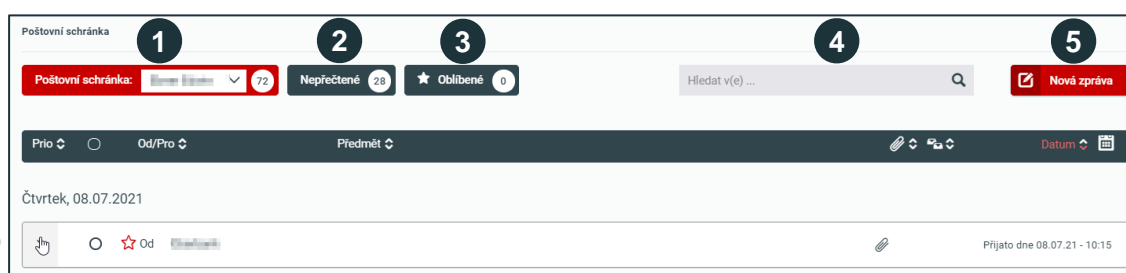 Poštovní schránka
1 2 3 4 5
Poštovní schránka: 72 Nepřečtené 28 Oblíbené 0 Hledat v(e) ... Nová zpráva
Prio Od/Pro Předmět Datum
Čtvrtek, 08.07.2021
Od Přijato dne 08.07.21 - 10:15